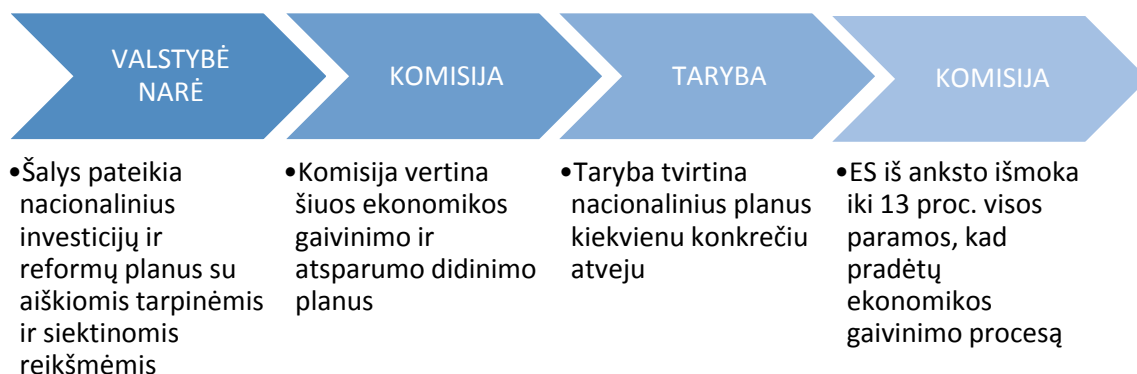 VALSTYBĖ
NARĖ
•Šalys pateikia
nacionalinius
investicijų ir
reformų planus su
aiškiomis tarpinėmis
ir siektinomis
reikšmėmis
KOMISIJA
•Komisija vertina
šiuos ekonomikos
gaivinimo ir
atsparumo didinimo
planus
TARYBA
•Taryba tvirtina
nacionalinius planus
kiekvienu konkrečiu
atveju
KOMISIJA
•ES iš anksto išmoka
iki 13 proc. visos
paramos, kad
pradėtų
ekonomikos
gaivinimo procesą